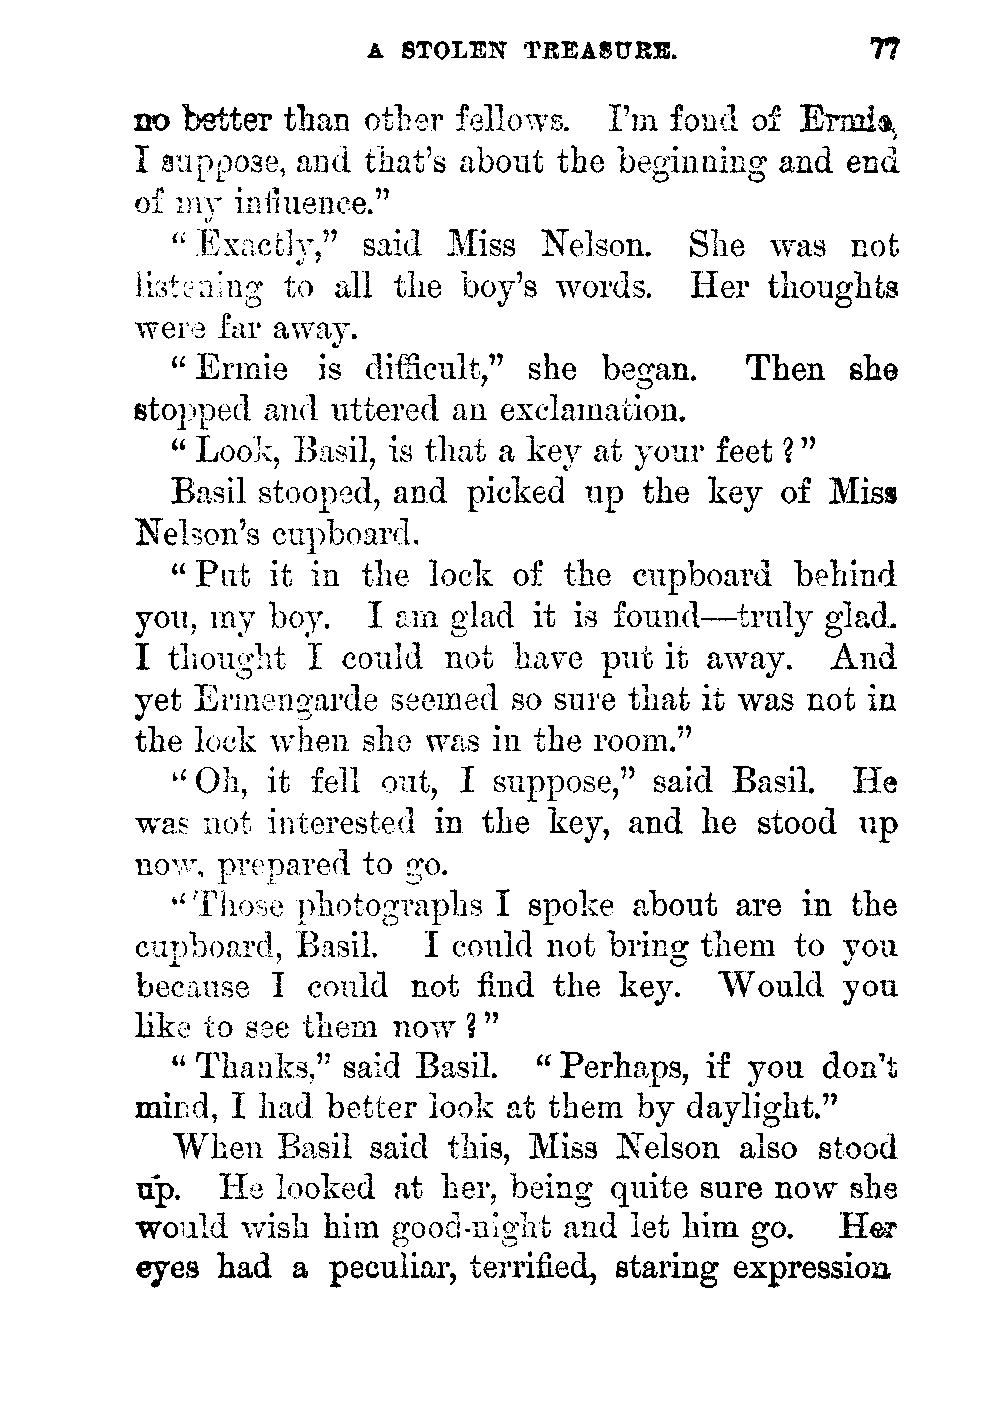 A STOLEN TREASURE. 77
no better than other fellows. I'm fond of Ermie,
I suppose, and that's about the beginning and end
of my influence."
"Exactly," said Miss Nelson. She was not
listening to all the boy's words. Her thoughts
were far away.
"Ermie is difficult," she began. Then she
stopped and uttered an exclamation.
"Look, Basil, is that a key at your feet?"
Basil stooped, and picked up the key of Miss
Nelson's cupboard.
"Put it in the lock of the cupboard behind
you, my boy. I am glad it is found—truly glad.
I thought I could not have put it away. And
yet Ermengarde seemed so sure that it was not in
the lock when she was in the room."
"Oh, it fell out, I suppose," said Basil. He
was not interested in the key, and he stood up
now, prepared to go.
"Those photographs I spoke about are in the
cupboard, Basil. I could not bring them to you
because I could not find the key. Would you
like to see them now?"
"Thanks," said Basil. "Perhaps, if you don't
mind, I had better look at them by daylight."
When Basil said this, Miss Nelson also stood
up. He looked at her, being quite sure now she
would wish him good-night and let him go. Her
eyes had a peculiar, terrified, staring expression